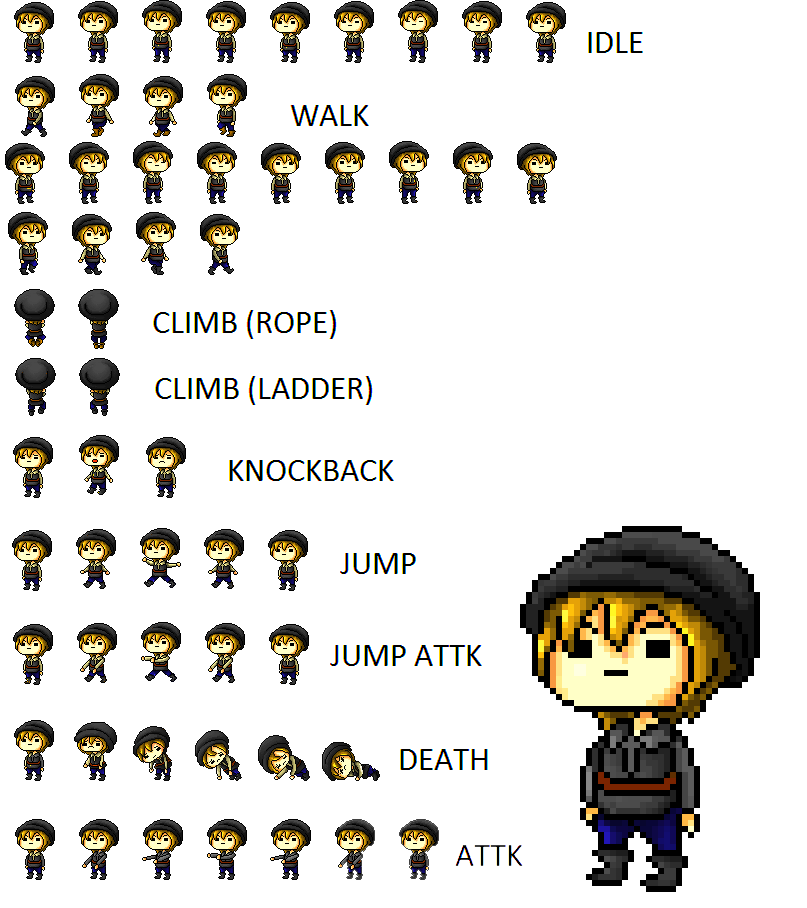 IDLE
WALK
CLIMB (ROPE)
CLIMB (LADDER)
KNOCKBACK
JUMP
JUMP ATTK
DEATH
ATTK